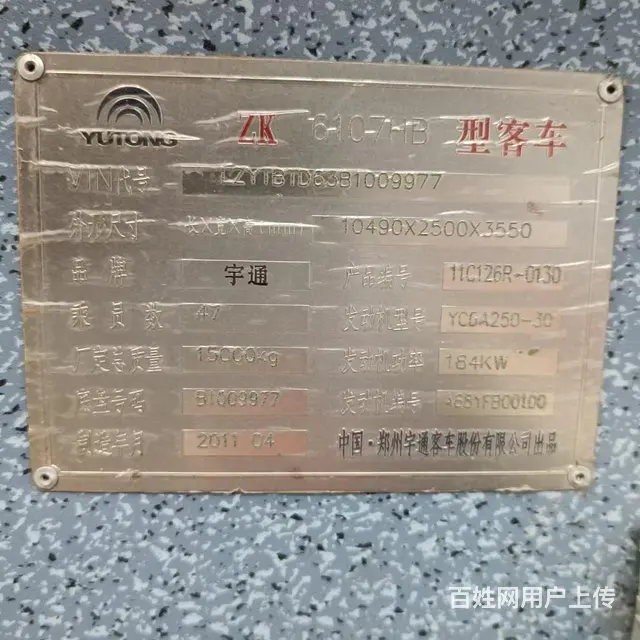 YUTONG ZK 6107HB 型客车
VIN代号
外形尺寸 长X宽X高(mm) 10490X2500X3550
品牌 宇通 产品编号 11C126R-0130
乘员数 47 发动机型号 YC6A250-30
厂定总质量 15000kg 发动机功率 184KW
底盘号码 B1009977 发动机编号
制造年月 2011 04 中国·郑州宇通客车股份有限公司出品
百姓网用户上传